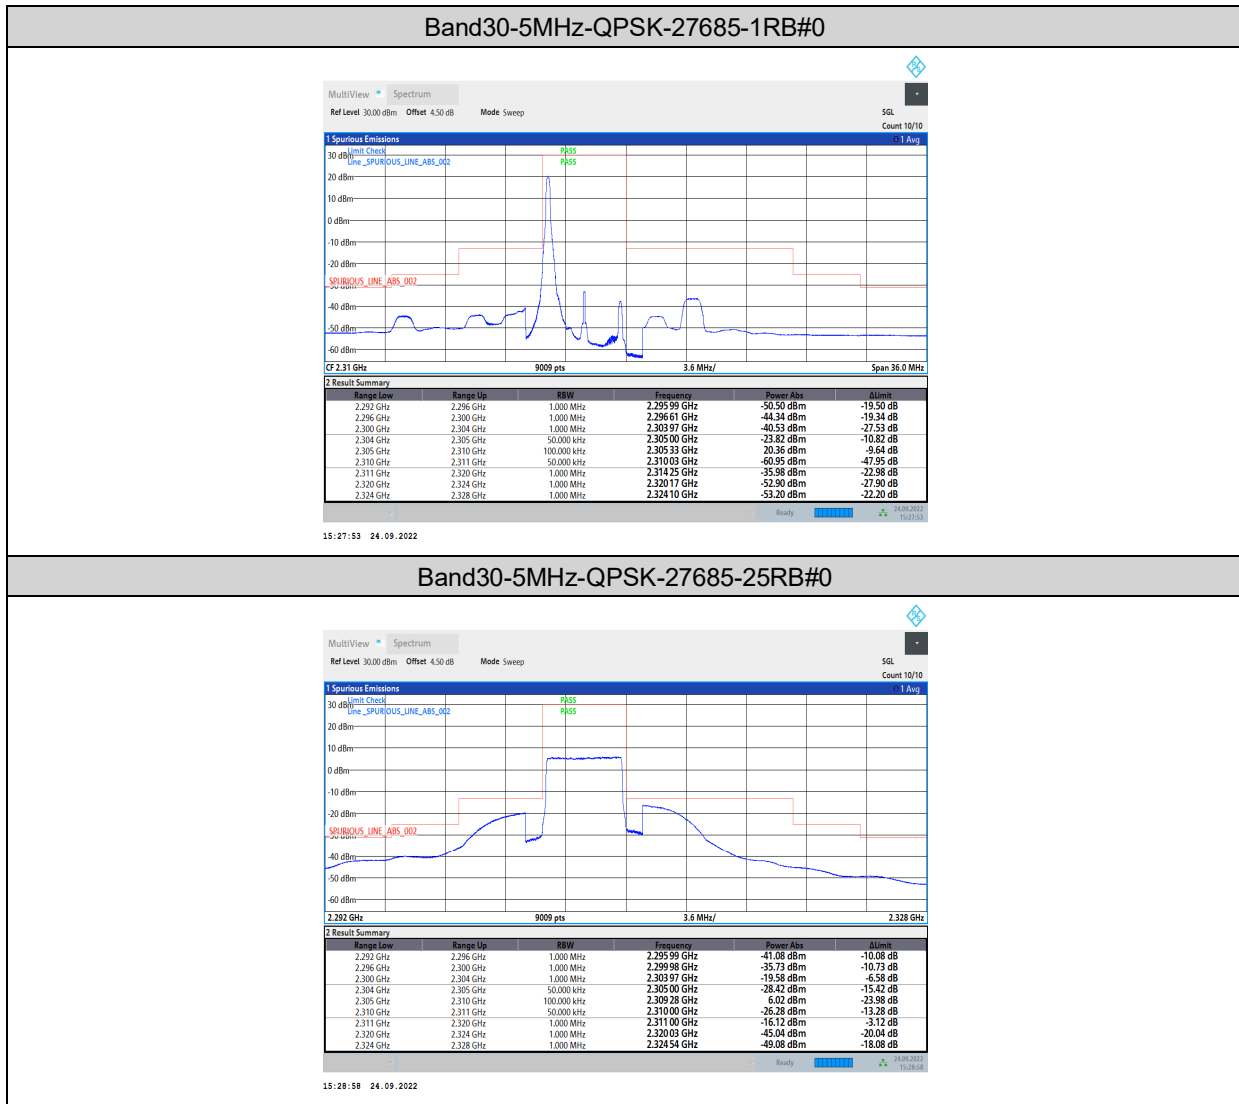 Band30-5MHz-QPSK-27685-1RB#0
MultiView Spectrum
Ref Level 30.00 dBm Offset 4.50 dB Mode Sweep SGL
Count 10/10
1 Spurious Emissions 1 Avg
Limit Check PASS
30 dBm
Line _SPURIOUS_LINE_ABS_002 PASS
20 dBm
10 dBm
0 dBm
-10 dBm
-20 dBm
SPURIOUS_LINE_ABS_002
-30 dBm
-40 dBm
-50 dBm
-60 dBm
CF 2.31 GHz 9009 pts 3.6 MHz/ Span 36.0 MHz
2 Result Summary
Range Low Range Up RBW Frequency Power Abs ΔLimit
2.292 GHz 2.296 GHz 1.000 MHz 2.295 99 GHz -50.50 dBm -19.50 dB
2.296 GHz 2.300 GHz 1.000 MHz 2.296 61 GHz -44.34 dBm -19.34 dB
2.300 GHz 2.304 GHz 1.000 MHz 2.303 97 GHz -40.53 dBm -27.53 dB
2.304 GHz 2.305 GHz 50.000 kHz 2.305 00 GHz -23.82 dBm -10.82 dB
2.305 GHz 2.310 GHz 100.000 kHz 2.305 33 GHz 20.36 dBm -9.64 dB
2.310 GHz 2.311 GHz 50.000 kHz 2.310 03 GHz -60.95 dBm -47.95 dB
2.311 GHz 2.320 GHz 1.000 MHz 2.314 25 GHz -35.98 dBm -22.98 dB
2.320 GHz 2.324 GHz 1.000 MHz 2.320 17 GHz -52.90 dBm -27.90 dB
2.324 GHz 2.328 GHz 1.000 MHz 2.324 10 GHz -53.20 dBm -22.20 dB
Ready 24.09.2022
15:27:53
15:27:53 24.09.2022
Band30-5MHz-QPSK-27685-25RB#0
MultiView Spectrum
Ref Level 30.00 dBm Offset 4.50 dB Mode Sweep SGL
Count 10/10
1 Spurious Emissions 1 Avg
Limit Check PASS
30 dBm
Line _SPURIOUS_LINE_ABS_002 PASS
20 dBm
10 dBm
0 dBm
-10 dBm
-20 dBm
SPURIOUS_LINE_ABS_002
-30 dBm
-40 dBm
-50 dBm
-60 dBm
2.292 GHz 9009 pts 3.6 MHz/ 2.328 GHz
2 Result Summary
Range Low Range Up RBW Frequency Power Abs ΔLimit
2.292 GHz 2.296 GHz 1.000 MHz 2.295 99 GHz -41.08 dBm -10.08 dB
2.296 GHz 2.300 GHz 1.000 MHz 2.299 98 GHz -35.73 dBm -10.73 dB
2.300 GHz 2.304 GHz 1.000 MHz 2.303 97 GHz -19.58 dBm -6.58 dB
2.304 GHz 2.305 GHz 50.000 kHz 2.305 00 GHz -28.42 dBm -15.42 dB
2.305 GHz 2.310 GHz 100.000 kHz 2.309 28 GHz 6.02 dBm -23.98 dB
2.310 GHz 2.311 GHz 50.000 kHz 2.310 00 GHz -26.28 dBm -13.28 dB
2.311 GHz 2.320 GHz 1.000 MHz 2.311 00 GHz -16.12 dBm -3.12 dB
2.320 GHz 2.324 GHz 1.000 MHz 2.320 03 GHz -45.04 dBm -20.04 dB
2.324 GHz 2.328 GHz 1.000 MHz 2.324 54 GHz -49.08 dBm -18.08 dB
Ready 24.09.2022
15:28:58
15:28:58 24.09.2022